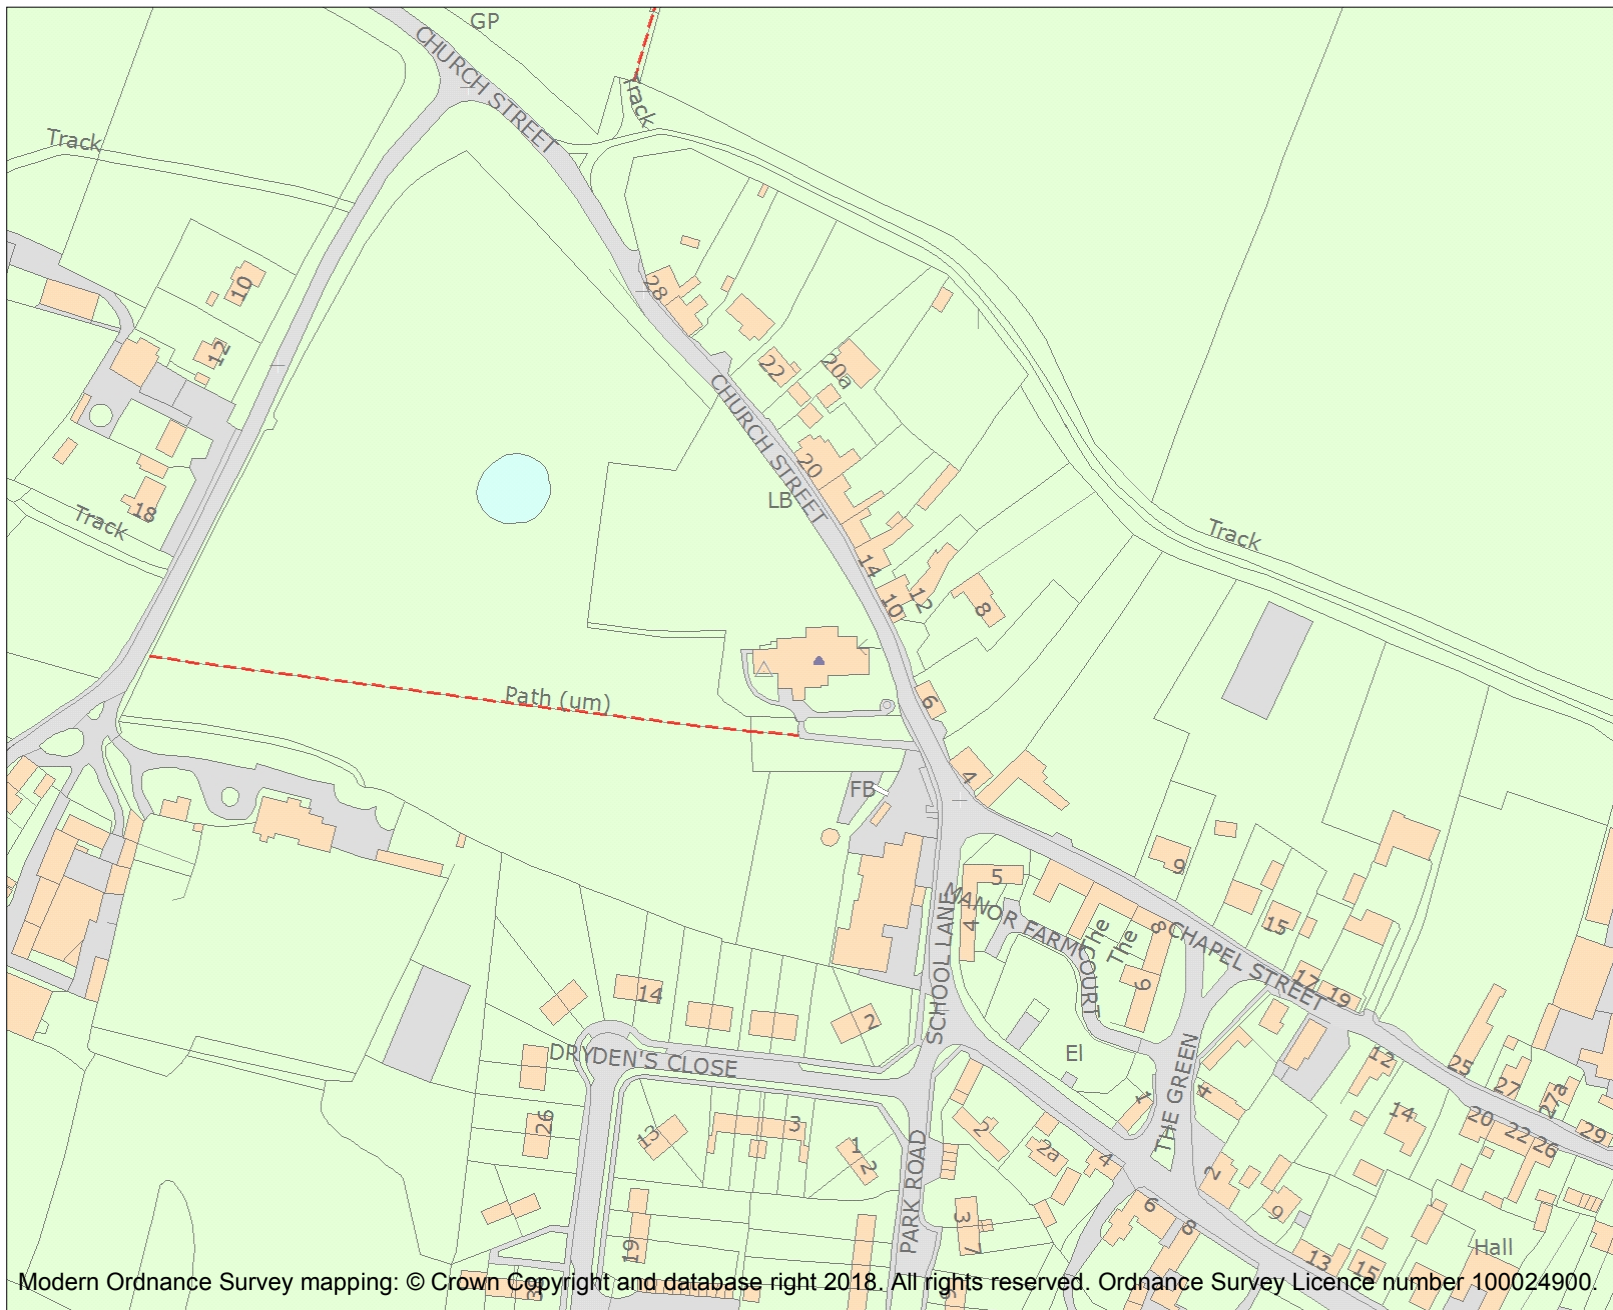 GP
CHURCH STREET
Track
Track
10
28
12
22
20a
CHURCH STREET
20
LB
18
Track
Track
14
10
12
8
6
Path (um)
4
FB
9
5
MANOR FARM COURT
4
The
The
8
CHAPEL STREET
15
SCHOOL LANE
6
17
19
14
2
DRYDEN'S CLOSE
El
THE GREEN
12
25
27
27a
1
4
14
20
22
26
29
26
13
3
1
2
2
2a
4
PARK ROAD
2
3
7
6
8
9
19
13
15
Hall
Modern Ordnance Survey mapping: © Crown Copyright and database right 2018. All rights reserved. Ordnance Survey Licence number 100024900.